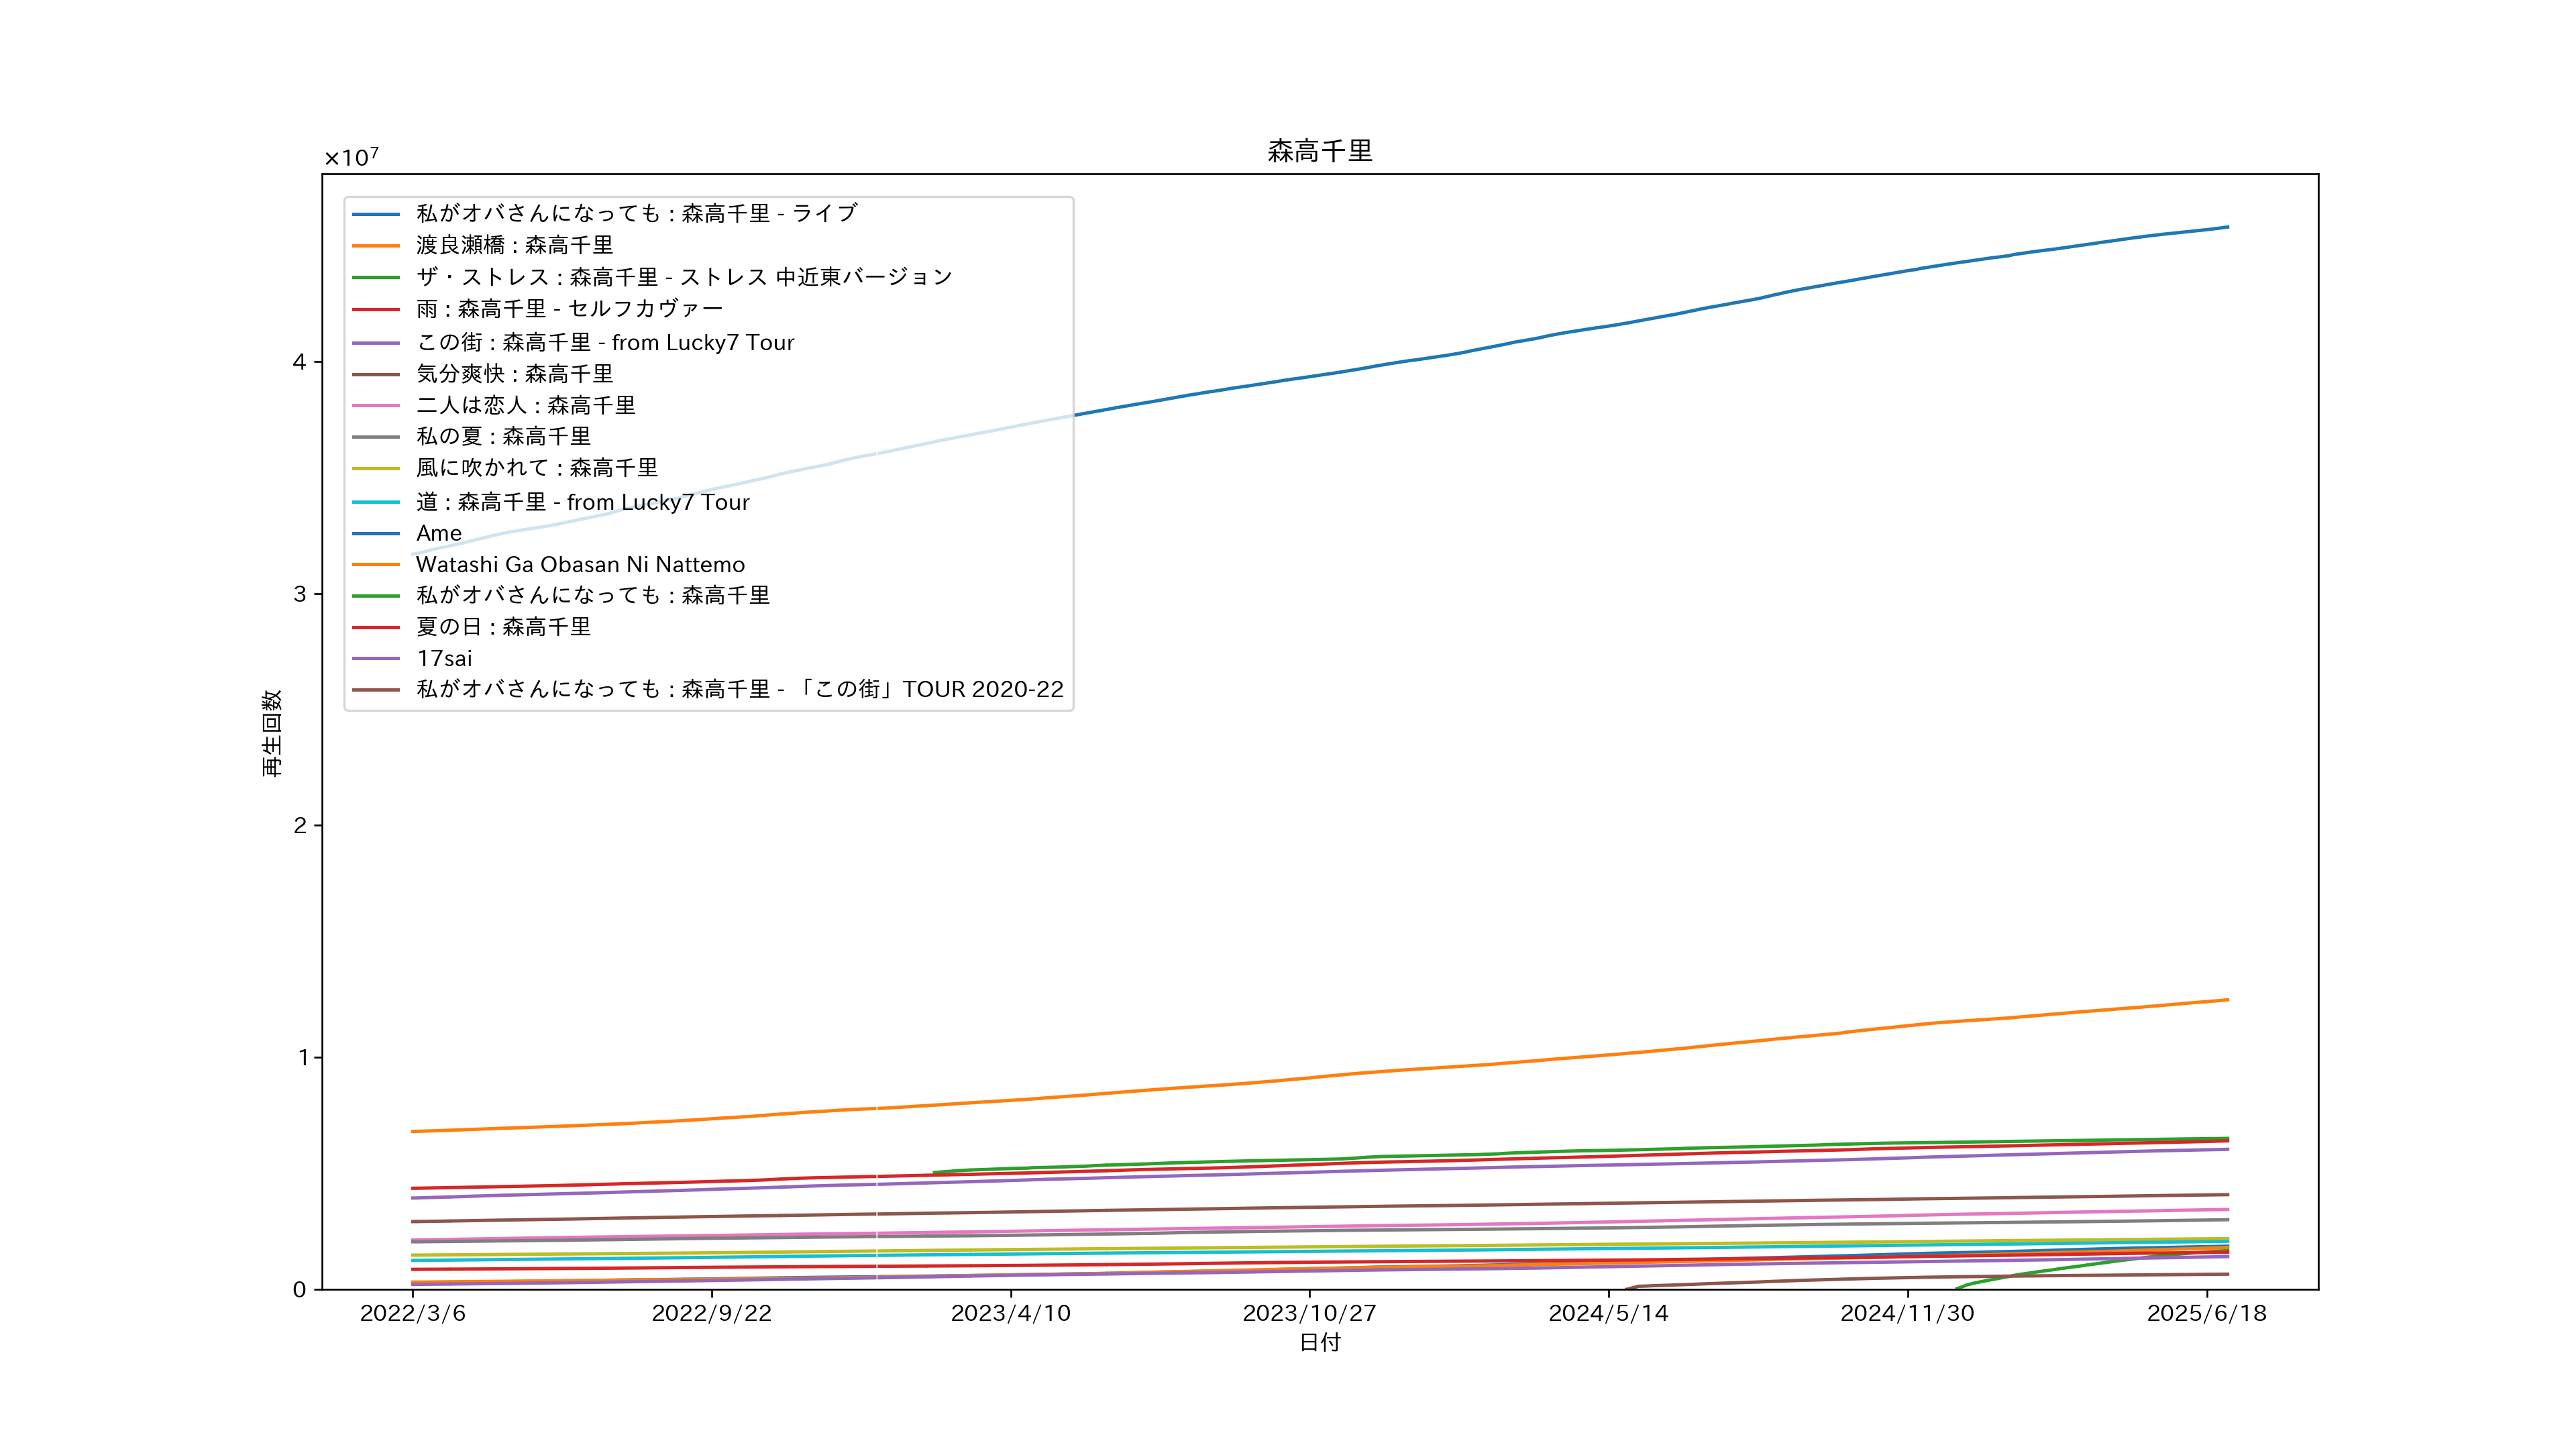 森高千里
×10⁷
私がオバさんになっても : 森高千里 - ライブ
渡良瀬橋 : 森高千里
ザ・ストレス : 森高千里 - ストレス 中近東バージョン
雨 : 森高千里 - セルフカヴァー
この街 : 森高千里 - from Lucky7 Tour
気分爽快 : 森高千里
二人は恋人 : 森高千里
私の夏 : 森高千里
風に吹かれて : 森高千里
道 : 森高千里 - from Lucky7 Tour
Ame
Watashi Ga Obasan Ni Nattemo
私がオバさんになっても : 森高千里
夏の日 : 森高千里
17sai
私がオバさんになっても : 森高千里 - 「この街」TOUR 2020-22
再生回数
4
3
2
1
0
2022/3/6 2022/9/22 2023/4/10 2023/10/27 2024/5/14 2024/11/30 2025/6/18
日付